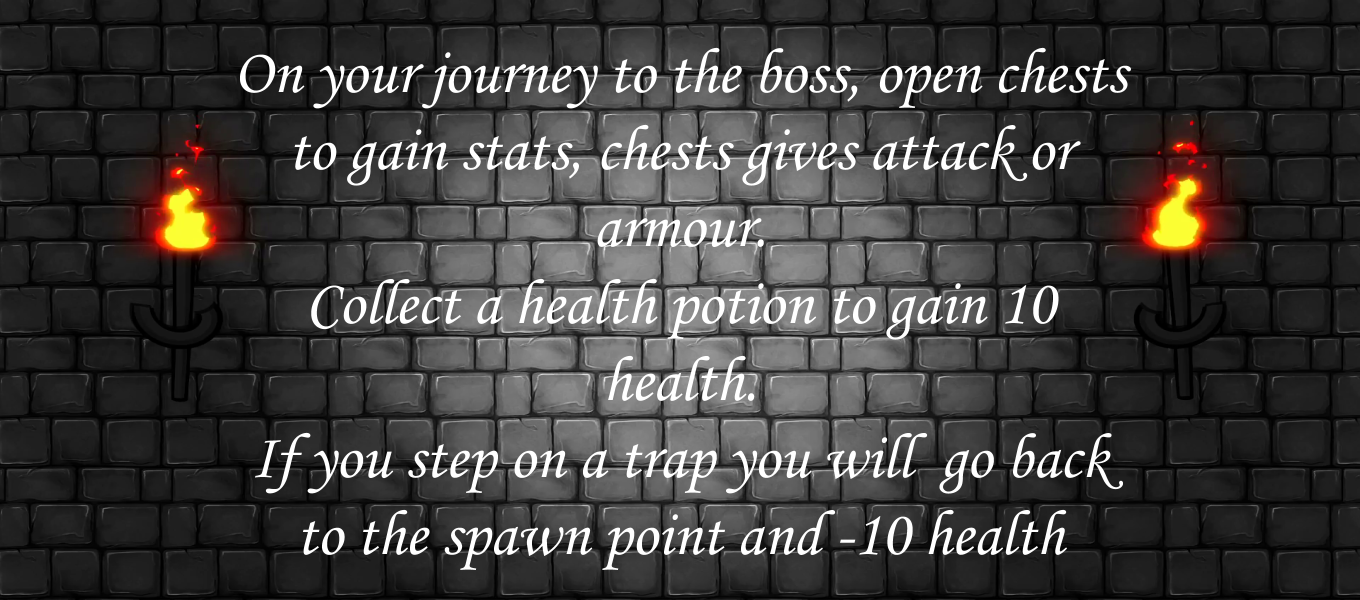 On your journey to the boss, open chests
to gain stats, chests gives attack or
armour.
Collect a health potion to gain 10
health.
If you step on a trap you will  go back
to the spawn point and -10 health